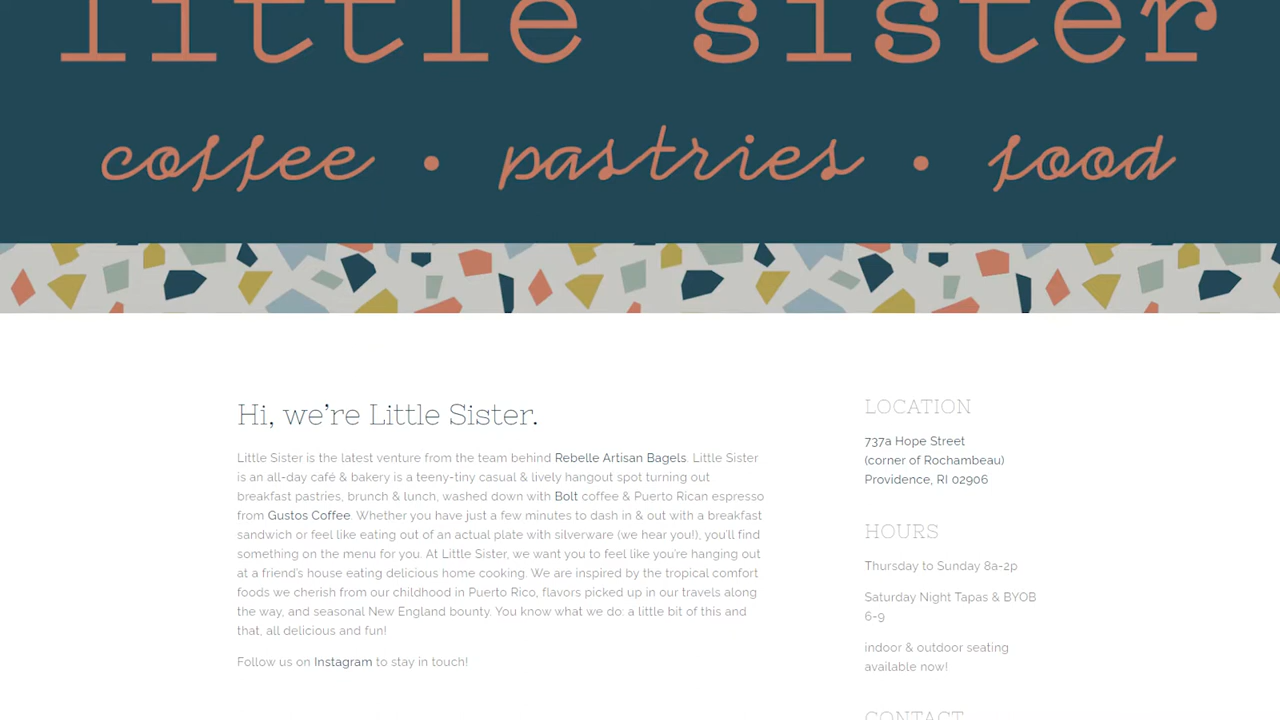 little sister
coffee • pastries • food
Hi, we're Little Sister.
Little Sister is the latest venture from the team behind Rebelle Artisan Bagels. Little Sister
is an all-day café & bakery is a teeny-tiny casual & lively hangout spot turning out
breakfast pastries, brunch & lunch, washed down with Bolt coffee & Puerto Rican espresso
from Gustos Coffee. Whether you have just a few minutes to dash in & out with a breakfast
sandwich or feel like eating out of an actual plate with silverware (we hear you!), you'll find
something on the menu for you. At Little Sister, we want you to feel like you're hanging out
at a friend's house eating delicious home cooking. We are inspired by the tropical comfort
foods we cherish from our childhood in Puerto Rico, flavors picked up in our travels along
the way, and seasonal New England bounty. You know what we do: a little bit of this and
that, all delicious and fun!
Follow us on Instagram to stay in touch!
LOCATION
737a Hope Street
(corner of Rochambeau)
Providence, RI 02906
HOURS
Thursday to Sunday 8a-2p
Saturday Night Tapas & BYOB
6-9
indoor & outdoor seating
available now!
CONTACT